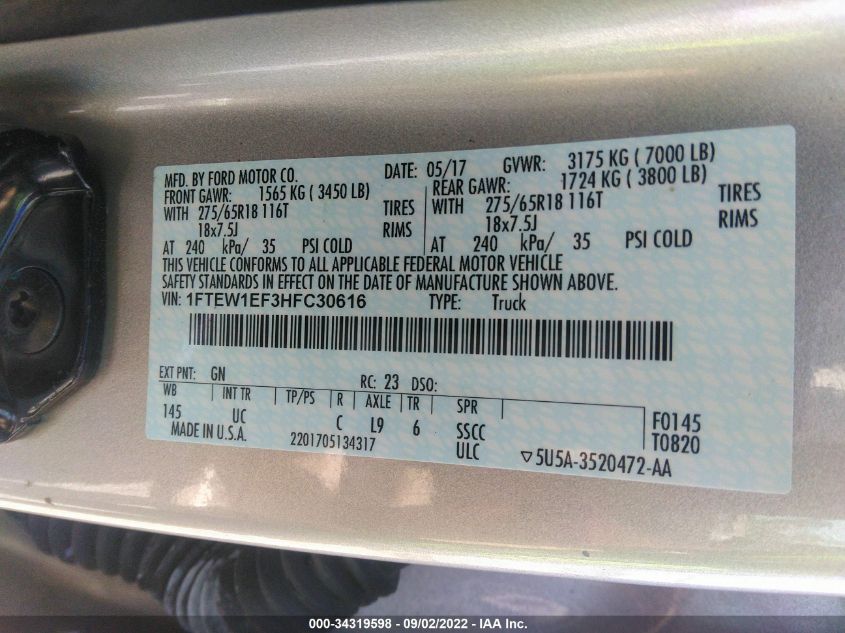 MFD. BY FORD MOTOR CO. DATE: 05/17 GVWR: 3175 KG ( 7000 LB)
FRONT GAWR: 1565 KG ( 3450 LB) REAR GAWR: 1724 KG ( 3800 LB)
WITH 275/65R18 116T TIRES WITH 275/65R18 116T TIRES
18x7.5J RIMS 18x7.5J RIMS
AT 240 kPa/ 35 PSI COLD AT 240 kPa/ 35 PSI COLD
THIS VEHICLE CONFORMS TO ALL APPLICABLE FEDERAL MOTOR VEHICLE
SAFETY STANDARDS IN EFFECT ON THE DATE OF MANUFACTURE SHOWN ABOVE.
VIN: 1FTEW1EF3HFC30616 TYPE: Truck
EXT PNT: GN RC: 23 DSO:
WB INT TR TP/PS R AXLE TR SPR
145 UC C L9 6 SSCC F0145
MADE IN U.S.A. 2201705134317 ULC T0820
▽5U5A-3520472-AA
000-34319598 - 09/02/2022 - IAA Inc.